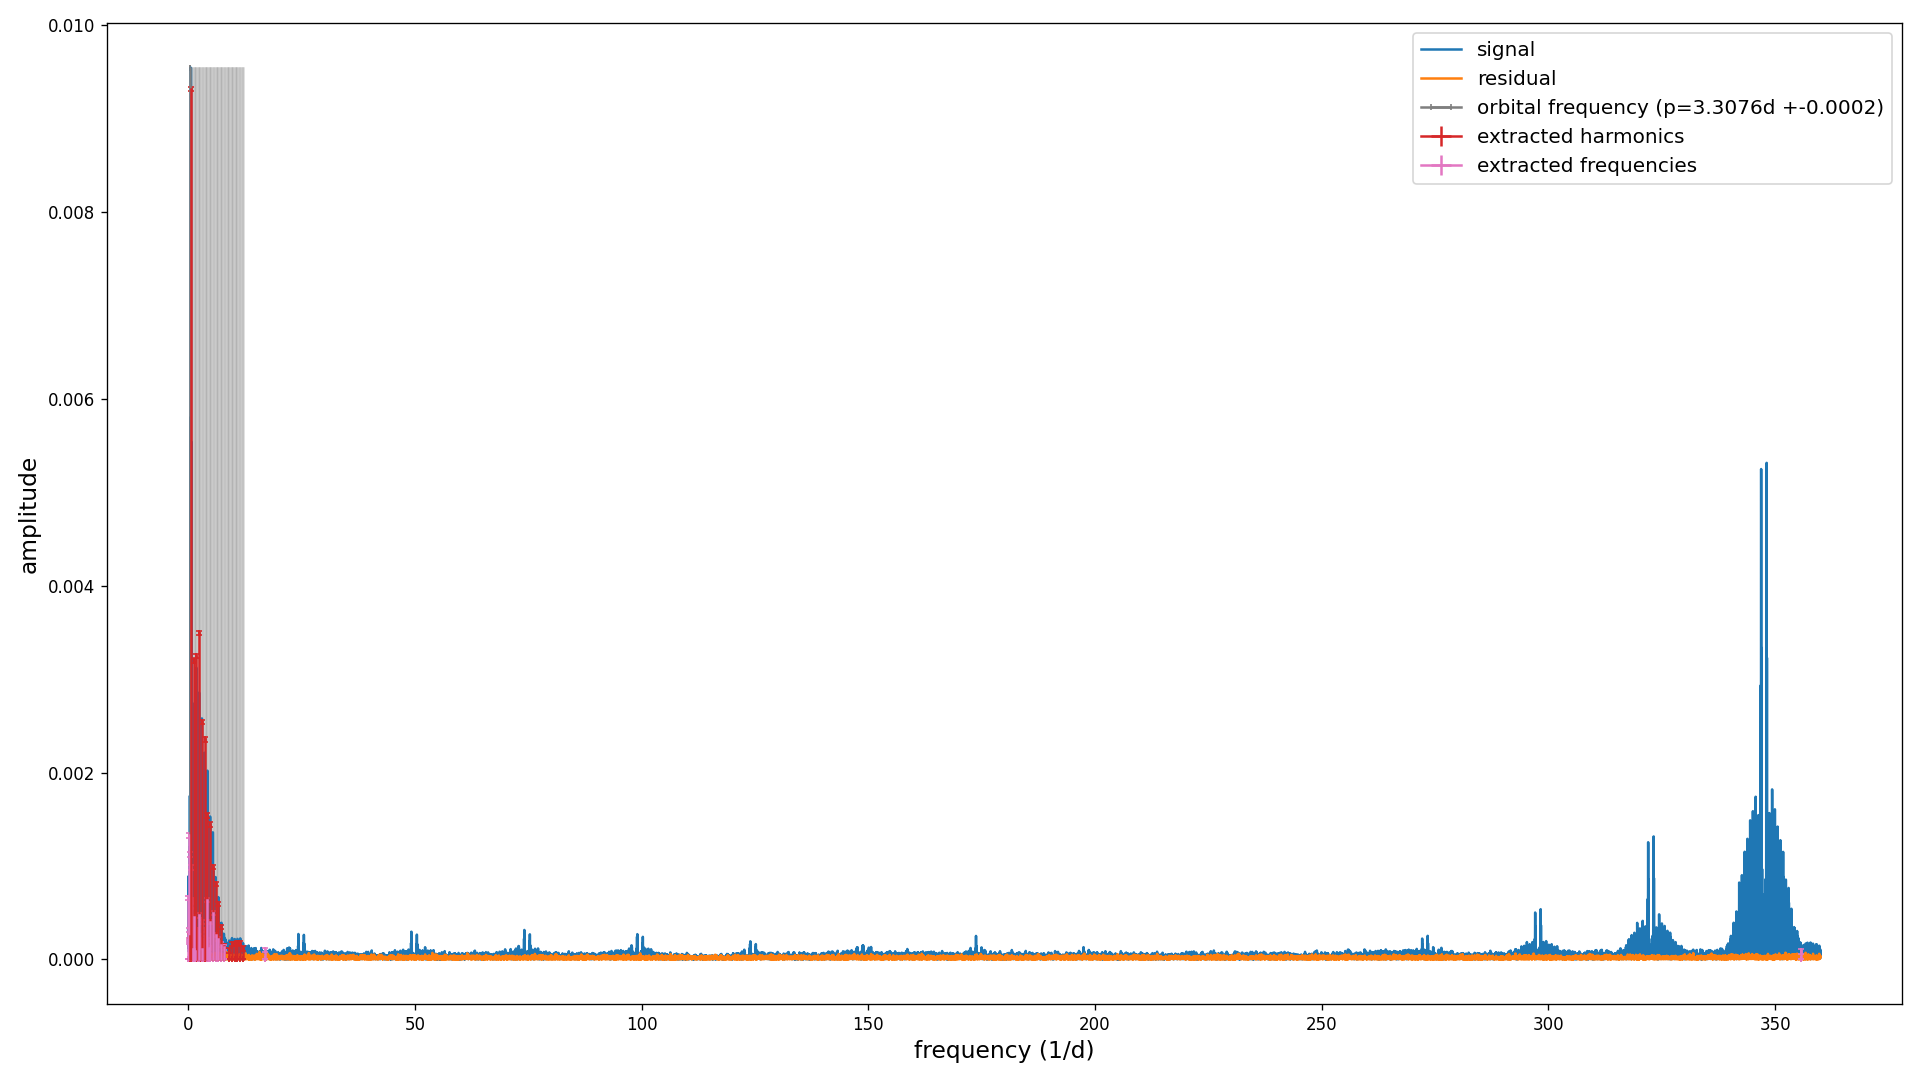 signal
residual
orbital frequency (p=3.3076d +-0.0002)
extracted harmonics
extracted frequencies
0.010
0.008
0.006
0.004
0.002
0.000
amplitude
0 50 100 150 200 250 300 350
frequency (1/d)